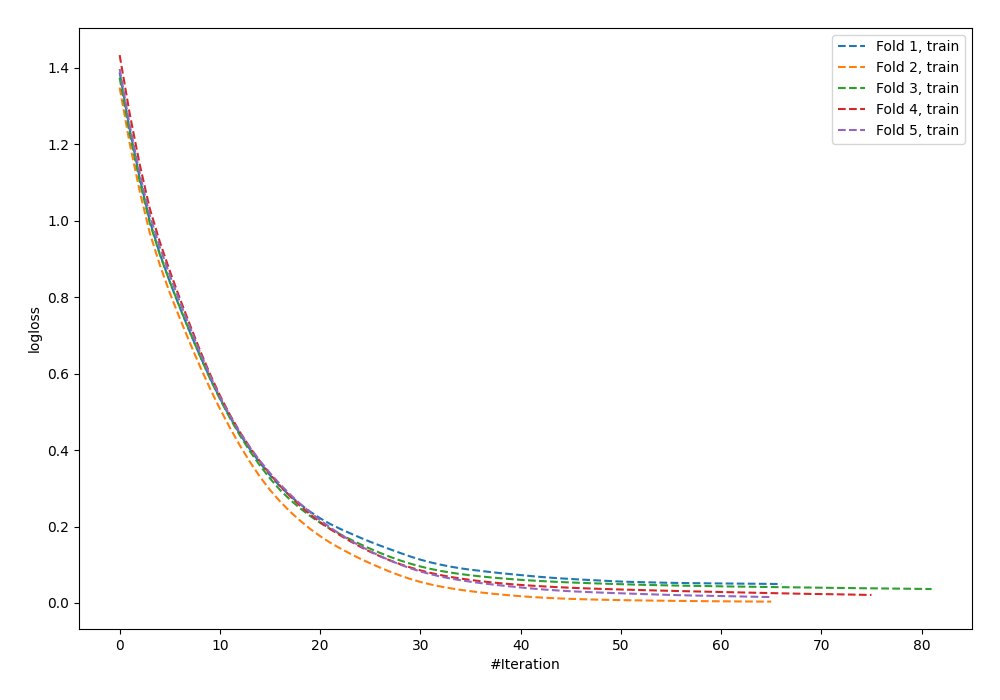 Fold 1, train
Fold 2, train
Fold 3, train
Fold 4, train
Fold 5, train
1.4
1.2
1.0
0.8
0.6
0.4
0.2
0.0
logloss
0 10 20 30 40 50 60 70 80
#Iteration